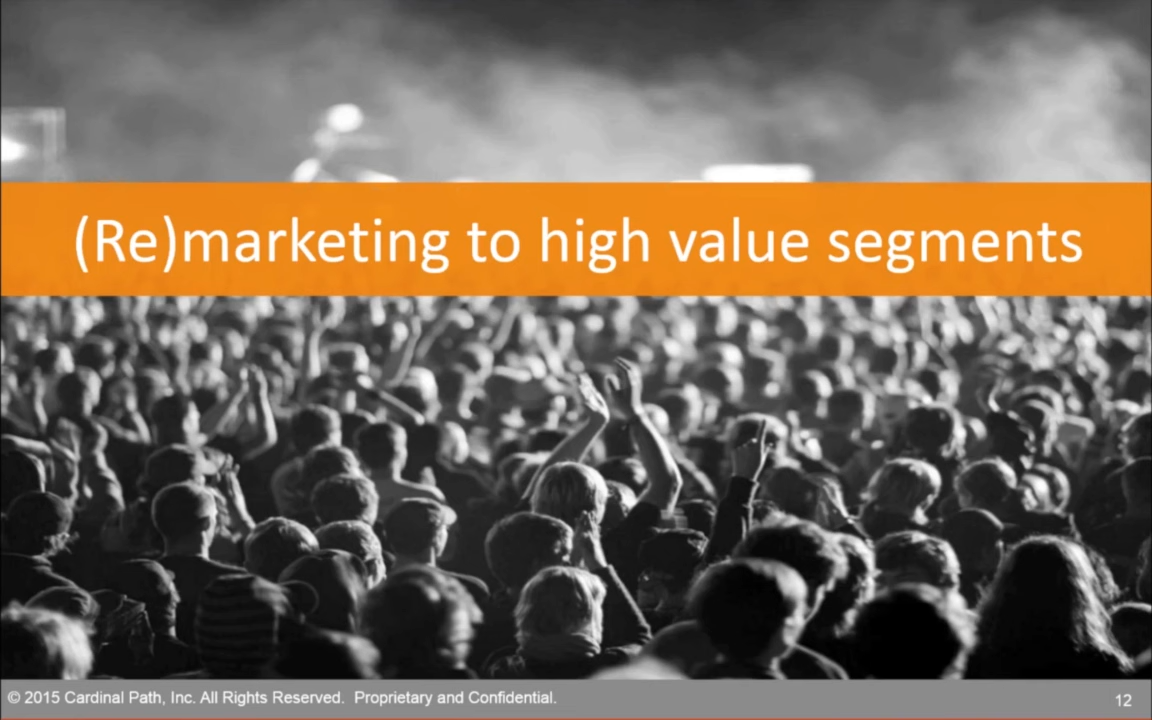 (Re)marketing to high value segments
© 2015 Cardinal Path, Inc. All Rights Reserved. Proprietary and Confidential.
12